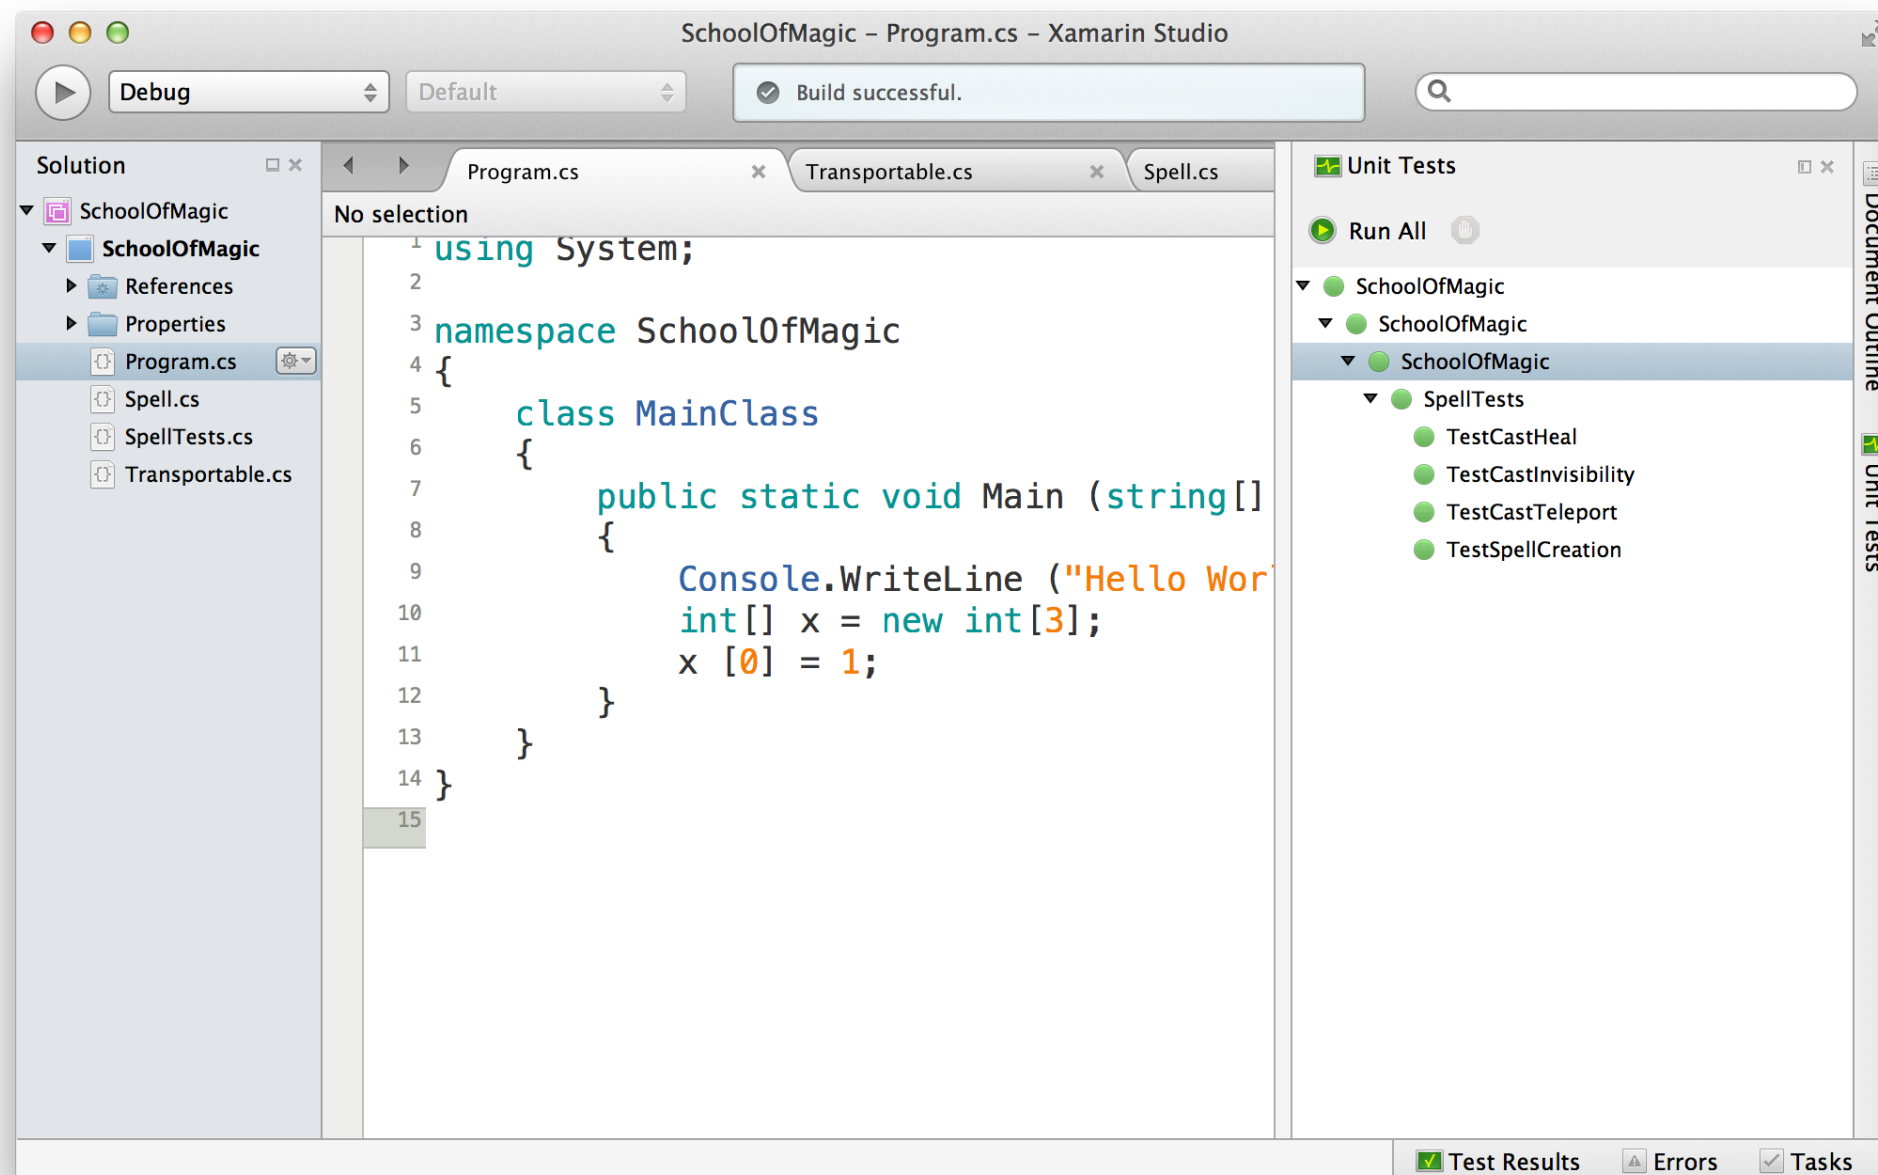 SchoolOfMagic – Program.cs – Xamarin Studio
Debug
Default
Build successful.
Solution
SchoolOfMagic
SchoolOfMagic
References
Properties
Program.cs
Spell.cs
SpellTests.cs
Transportable.cs
Program.cs
Transportable.cs
Spell.cs
No selection
1 using System;
2
3 namespace SchoolOfMagic
4 {
5 class MainClass
6 {
7 public static void Main (string[]
8 {
9 Console.WriteLine ("Hello Wor
10 int[] x = new int[3];
11 x [0] = 1;
12 }
13 }
14 }
15
Unit Tests
Run All
SchoolOfMagic
SchoolOfMagic
SchoolOfMagic
SpellTests
TestCastHeal
TestCastInvisibility
TestCastTeleport
TestSpellCreation
Document Outline
Unit Tests
Test Results
Errors
Tasks